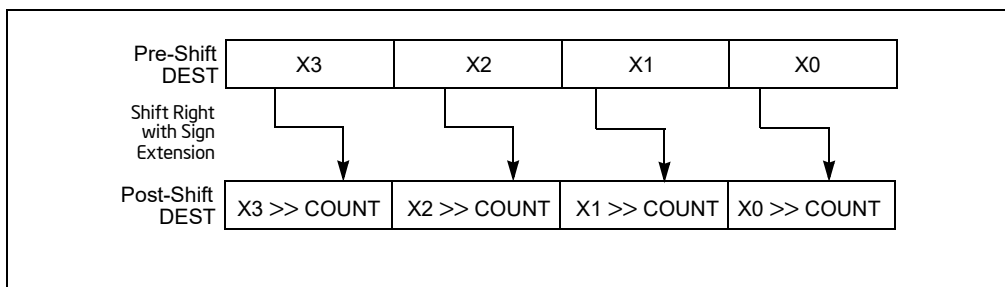 Pre-Shift
DEST
X3 X2 X1 X0
Shift Right
with Sign
Extension
Post-Shift
DEST
X3 >> COUNT X2 >> COUNT X1 >> COUNT X0 >> COUNT